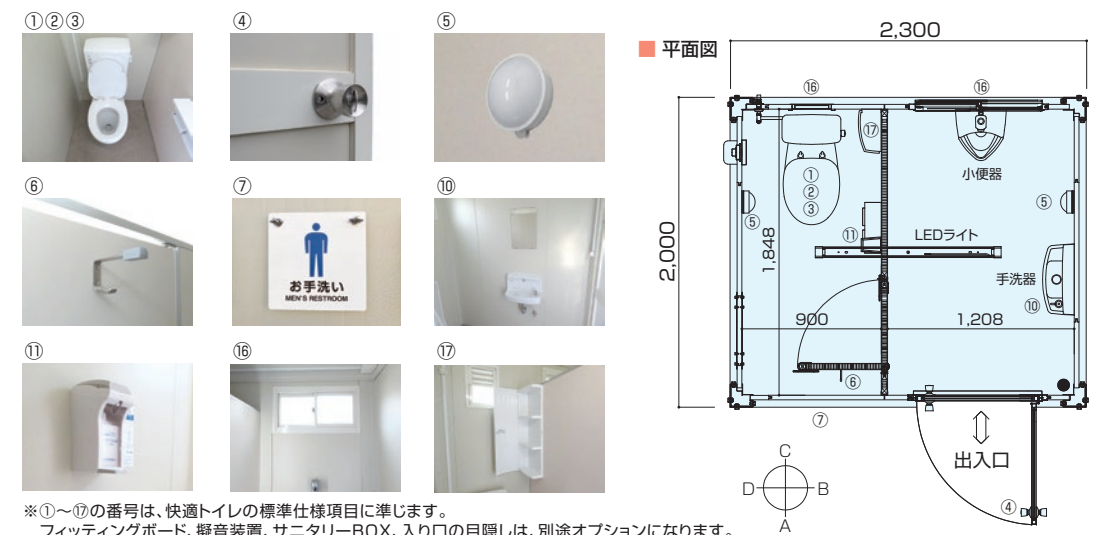 ①②③
④
⑤
⑥
⑦
お手洗い
MEN'S RESTROOM
⑩
⑪
⑯
⑰
■ 平面図
2,300
⑯
⑯
⑰
①
②
③
小便器
⑤
⑤
2,000
1,848
⑪
LEDライト
手洗器
⑩
900
1,208
⑥
⑦
出入口
④
C
D
B
A
※①～⑰の番号は、快適トイレの標準仕様項目に準じます。
フィッティングボード、擬音装置、サニタリーBOX、入り口の目隠しは、別途オプションになります。